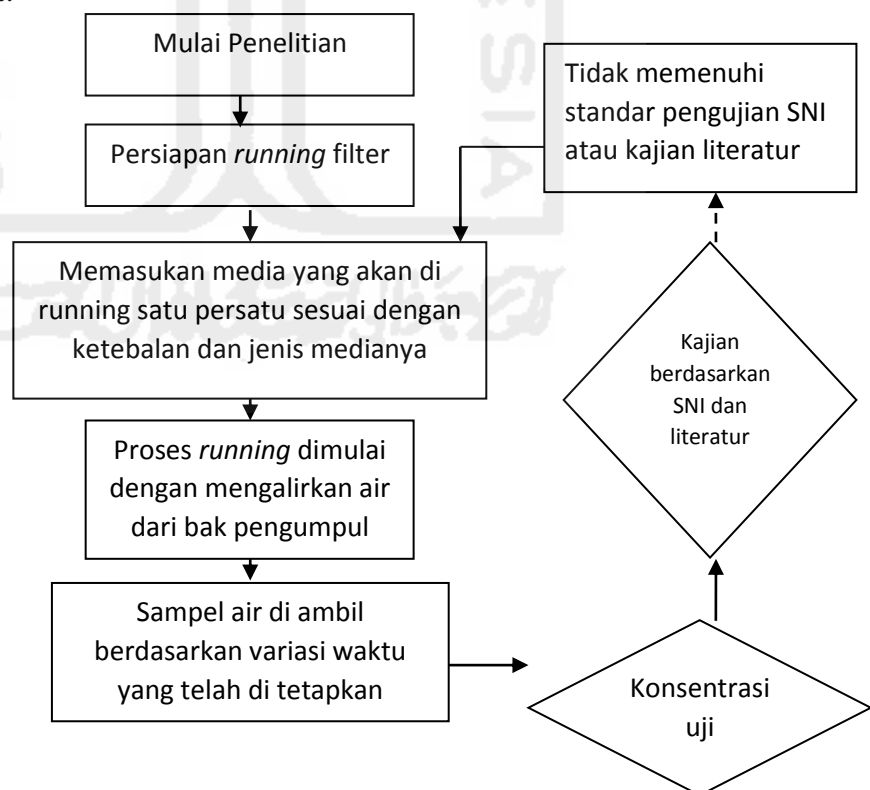 Mulai Penelitian
Persiapan running filter
Memasukan media yang akan di
running satu persatu sesuai dengan
ketebalan dan jenis medianya
Proses running dimulai
dengan mengalirkan air
dari bak pengumpul
Sampel air di ambil
berdasarkan variasi waktu
yang telah di tetapkan
Konsentrasi
uji
Kajian
berdasarkan
SNI dan
literatur
Tidak memenuhi
standar pengujian SNI
atau kajian literatur
ESIA